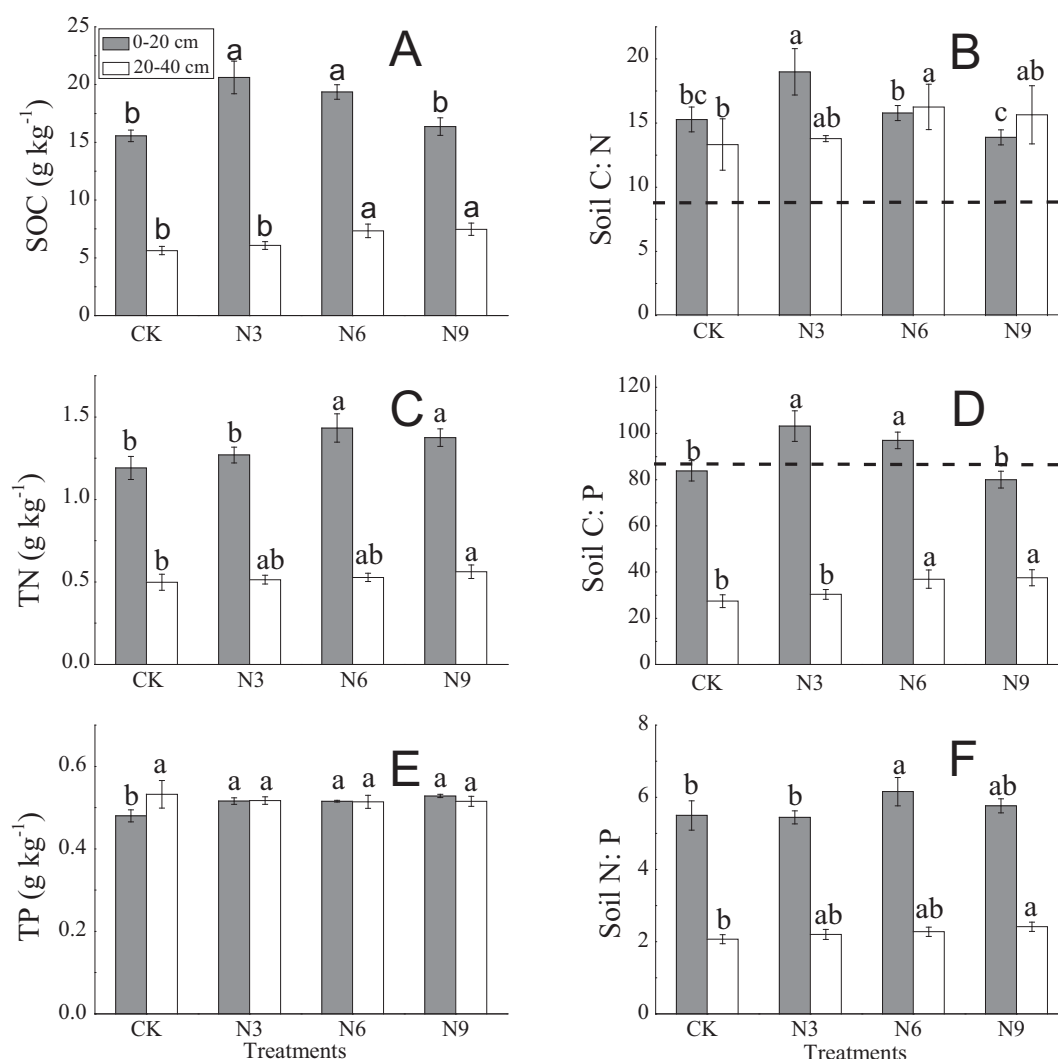 0-20 cm
20-40 cm
A
SOC (g kg-1)
25
20
15
10
5
0
b
b
a
b
a
a
b
a
CK
N3
N6
N9
B
Soil C: N
20
15
10
5
0
bc
b
a
ab
b
a
c
ab
CK
N3
N6
N9
C
TN (g kg-1)
1.5
1.0
0.5
0.0
b
b
b
ab
a
ab
a
a
CK
N3
N6
N9
D
Soil C: P
120
100
80
60
40
20
0
b
b
a
b
a
a
b
a
CK
N3
N6
N9
E
TP (g kg-1)
0.6
0.4
0.2
0.0
b
a
a
a
a
a
a
a
CK
N3
N6
N9
Treatments
F
Soil N: P
8
6
4
2
0
b
b
b
ab
a
ab
ab
a
CK
N3
N6
N9
Treatments